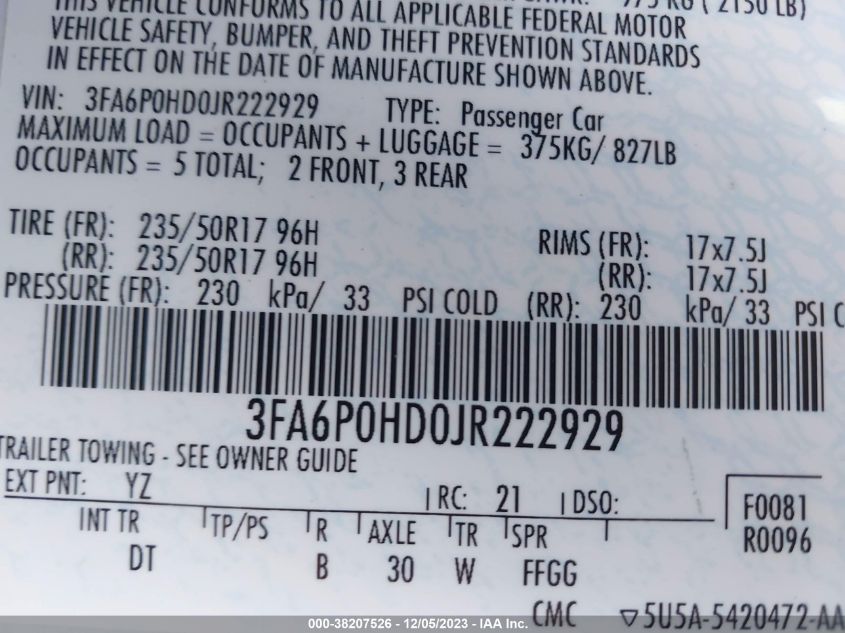 975 KG ( 2150 LB)
THIS VEHICLE CONFORMS TO ALL APPLICABLE FEDERAL MOTOR
VEHICLE SAFETY, BUMPER, AND THEFT PREVENTION STANDARDS
IN EFFECT ON THE DATE OF MANUFACTURE SHOWN ABOVE.
VIN: 3FA6P0HD0JR222929 TYPE: Passenger Car
MAXIMUM LOAD = OCCUPANTS + LUGGAGE = 375KG/ 827LB
OCCUPANTS = 5 TOTAL; 2 FRONT, 3 REAR
TIRE (FR): 235/50R17 96H RIMS (FR): 17x7.5J
(RR): 235/50R17 96H (RR): 17x7.5J
PRESSURE (FR): 230 kPa/ 33 PSI COLD (RR): 230 kPa/ 33 PSI C
3FA6P0HD0JR222929
TRAILER TOWING - SEE OWNER GUIDE
EXT PNT: YZ RC: 21 DSO: F0081
INT TR TP/PS R AXLE TR SPR R0096
DT B 30 W FFGG
CMC ▽5U5A-5420472-AA
000-38207526 - 12/05/2023 - IAA Inc.